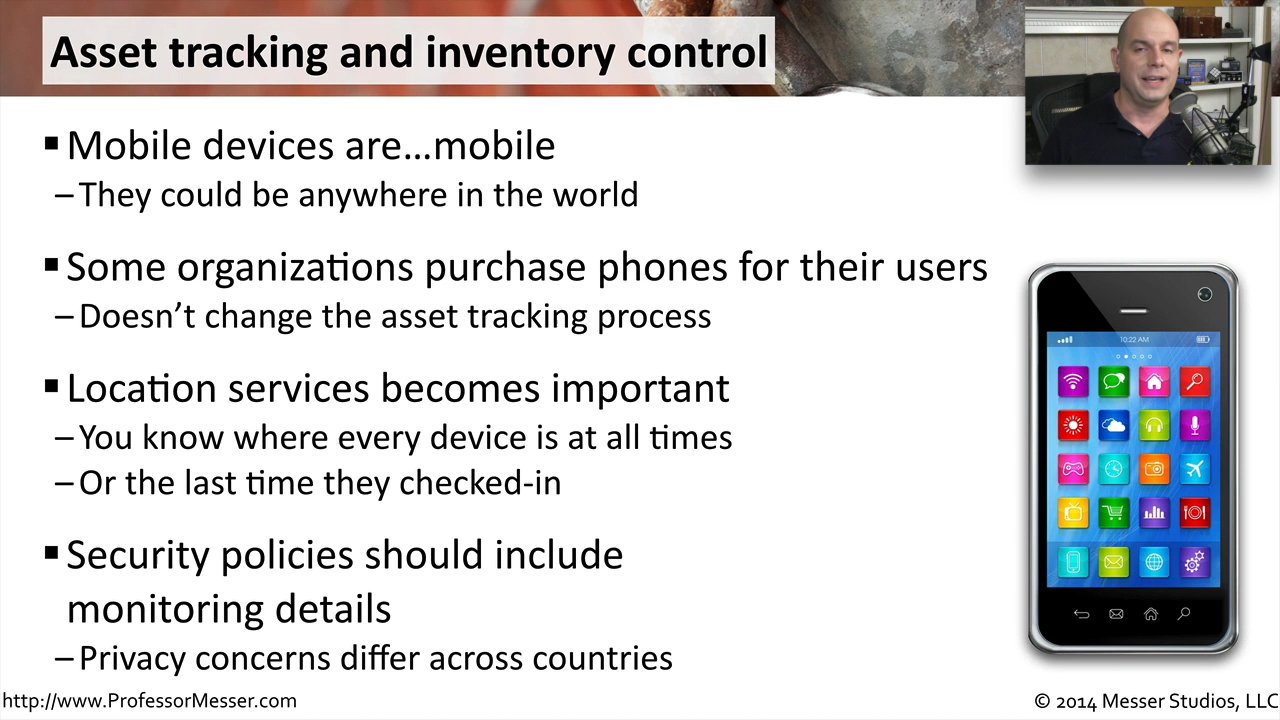 Asset tracking and inventory control
▪ Mobile devices are…mobile
– They could be anywhere in the world
▪ Some organizations purchase phones for their users
– Doesn’t change the asset tracking process
▪ Location services becomes important
– You know where every device is at all times
– Or the last time they checked-in
▪ Security policies should include
monitoring details
– Privacy concerns differ across countries
10:22 AM
http://www.ProfessorMesser.com
© 2014 Messer Studios, LLC